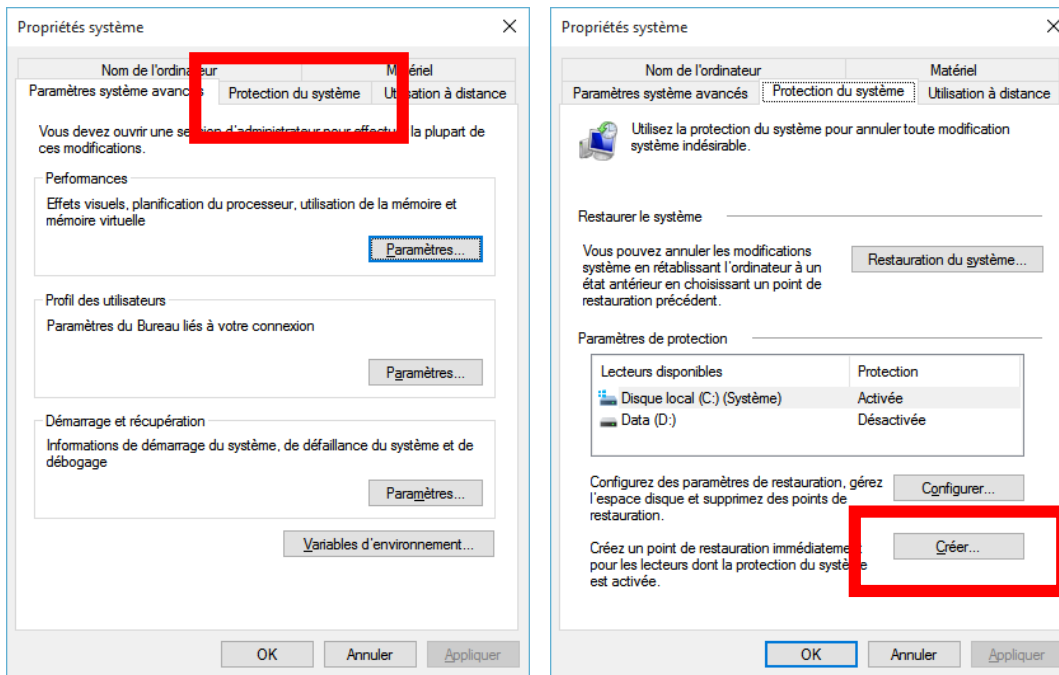 Propriétés système
Nom de l'ordinateur
Matériel
Paramètres système avancés
Protection du système
Utilisation à distance
Vous devez ouvrir une session d'administrateur pour effectuer la plupart de
ces modifications.
Performances
Effets visuels, planification du processeur, utilisation de la mémoire et
mémoire virtuelle
Paramètres...
Profil des utilisateurs
Paramètres du Bureau liés à votre connexion
Paramètres...
Démarrage et récupération
Informations de démarrage du système, de défaillance du système et de
débogage
Paramètres...
Variables d'environnement...
OK
Annuler
Appliquer
Propriétés système
Nom de l'ordinateur
Matériel
Paramètres système avancés
Protection du système
Utilisation à distance
Utilisez la protection du système pour annuler toute modification
système indésirable.
Restaurer le système
Vous pouvez annuler les modifications
système en rétablissant l'ordinateur à un
état antérieur en choisissant un point de
restauration précédent.
Restauration du système...
Paramètres de protection
Lecteurs disponibles
Protection
Disque local (C:) (Système)
Activée
Data (D:)
Désactivée
Configurez des paramètres de restauration, gérez
l'espace disque et supprimez des points de
restauration.
Configurer...
Créez un point de restauration immédiatement
pour les lecteurs dont la protection du système
est activée.
Créer...
OK
Annuler
Appliquer